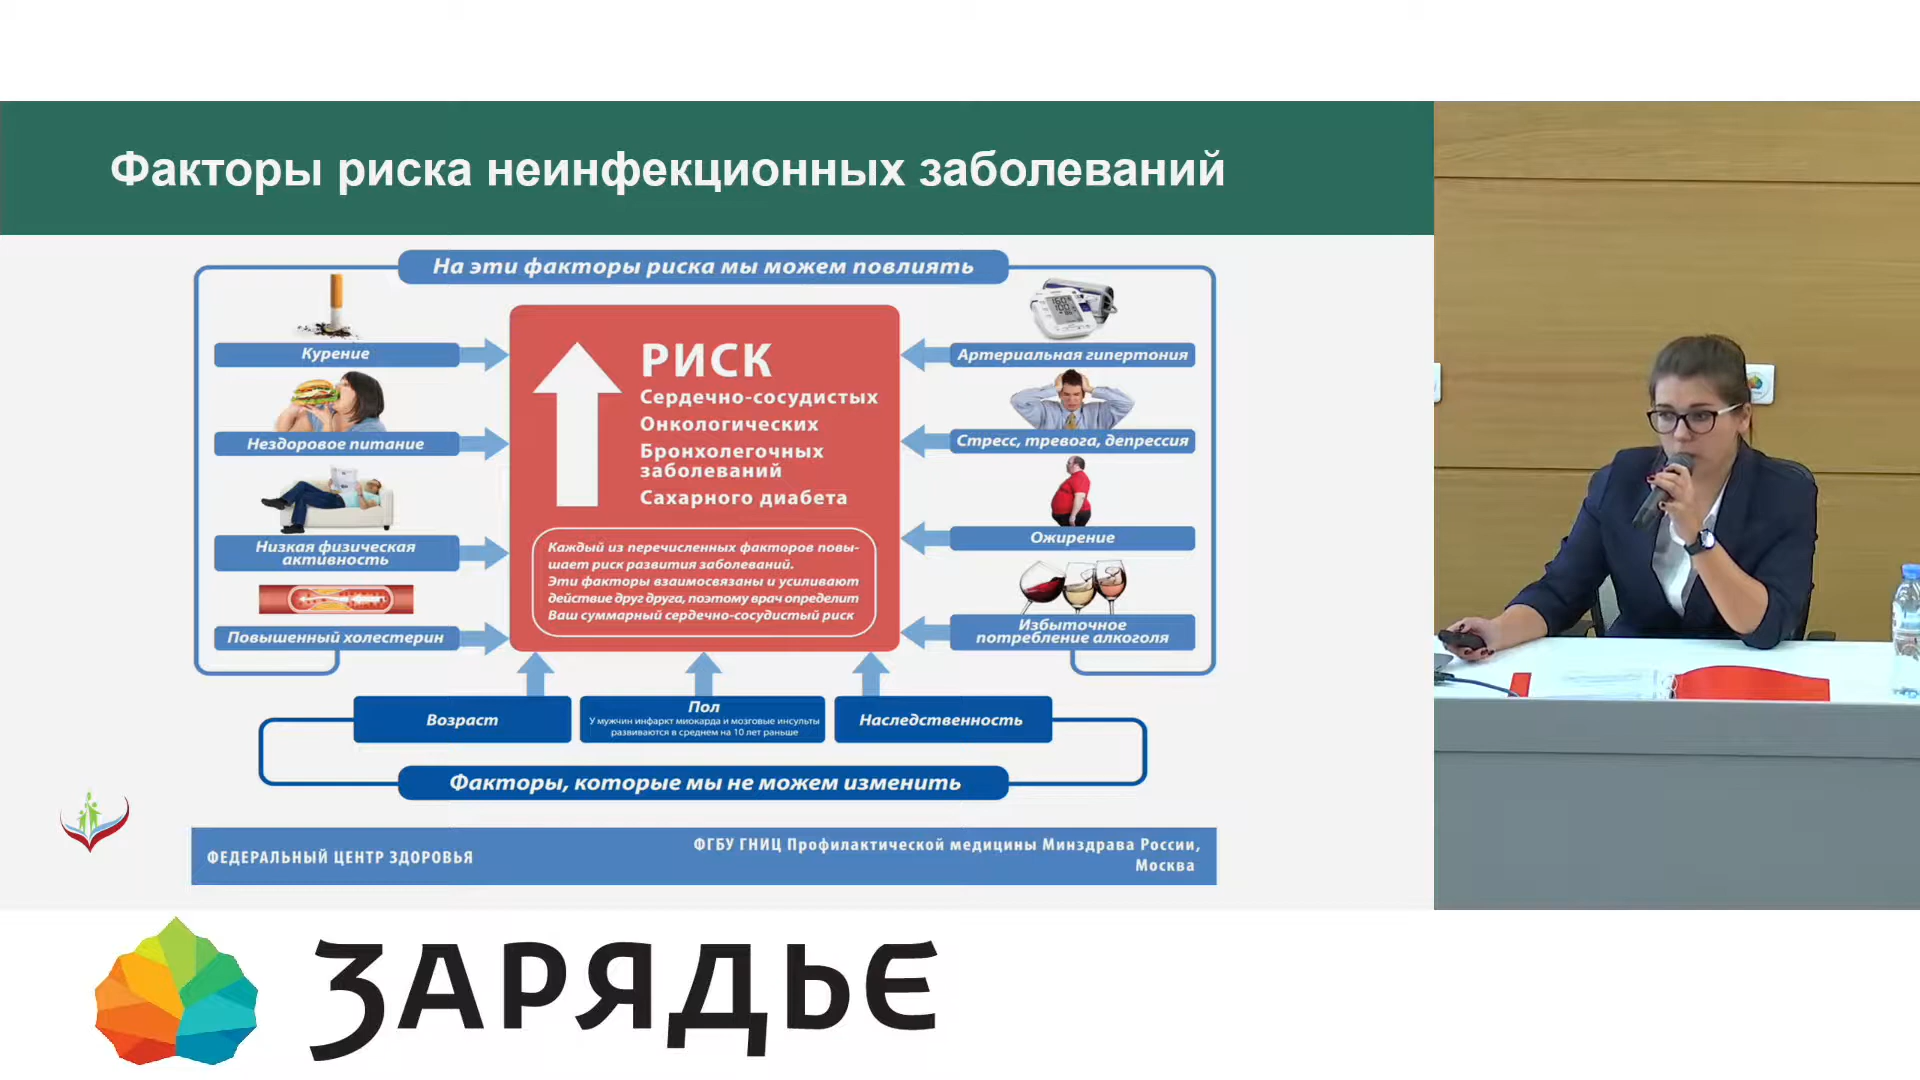 Факторы риска неинфекционных заболеваний
На эти факторы риска мы можем повлиять
Курение
Нездоровое питание
Низкая физическая
активность
Повышенный холестерин
РИСК
Сердечно-сосудистых
Онкологических
Бронхолегочных
заболеваний
Сахарного диабета
Каждый из перечисленных факторов повы-
шает риск развития заболеваний.
Эти факторы взаимосвязаны и усиливают
действие друг друга, поэтому врач определит
Ваш суммарный сердечно-сосудистый риск
Артериальная гипертония
Стресс, тревога, депрессия
Ожирение
Избыточное
потребление алкоголя
Возраст
Пол
У мужчин инфаркт миокарда и мозговые инсульты
развиваются в среднем на 10 лет раньше
Наследственность
Факторы, которые мы не можем изменить
ФЕДЕРАЛЬНЫЙ ЦЕНТР ЗДОРОВЬЯ
ФГБУ ГНИЦ Профилактической медицины Минздрава России,
Москва
ЗАРЯДЬЕ